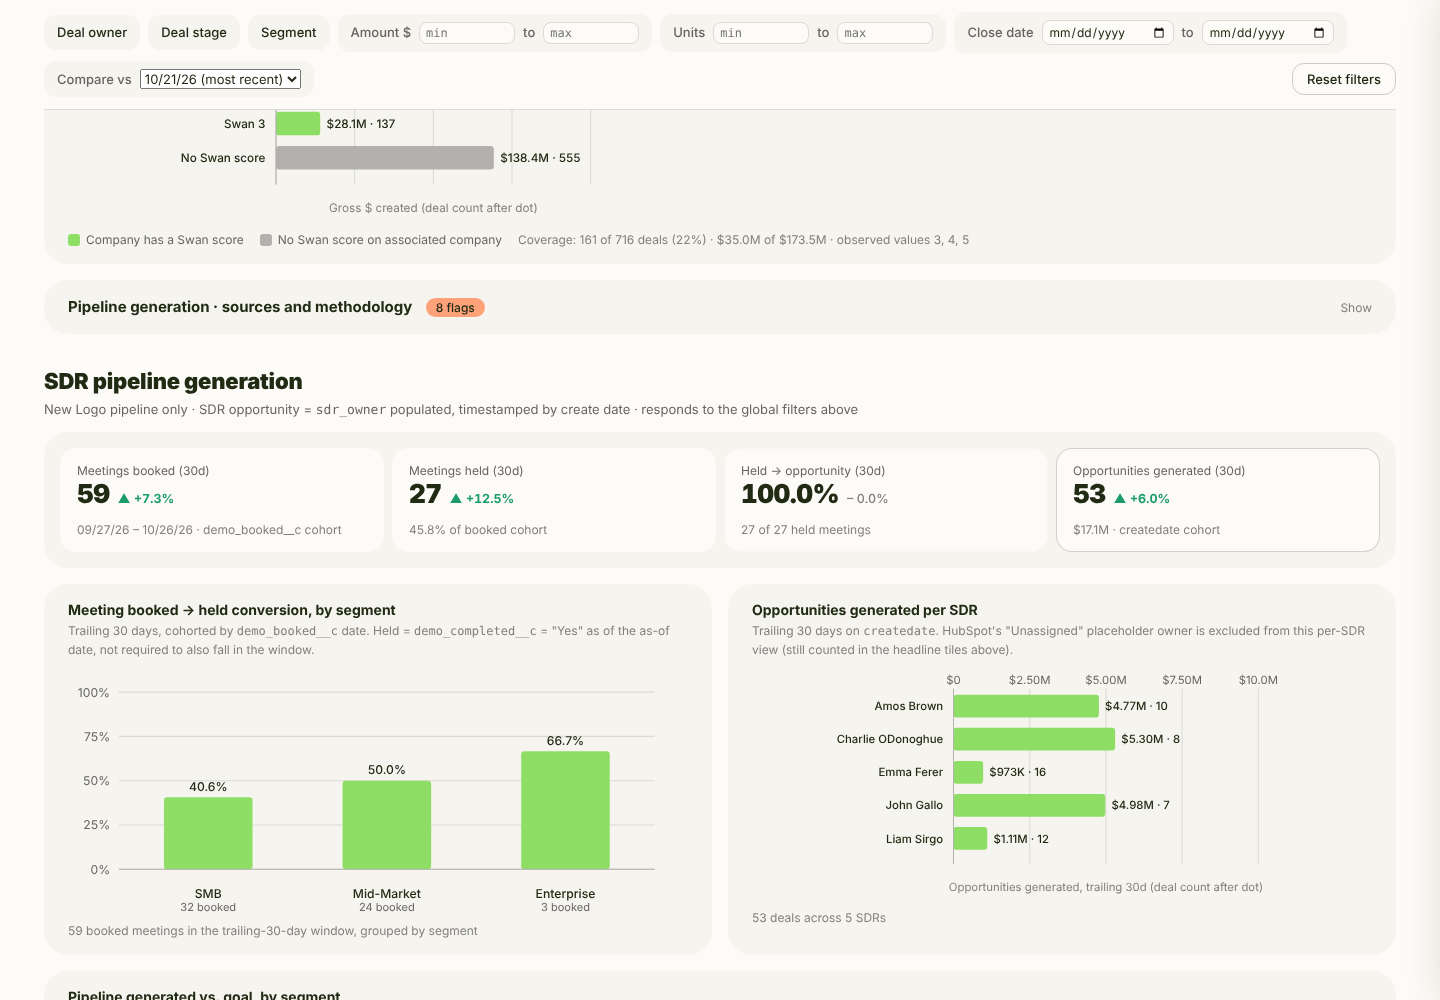 Deal owner
Deal stage
Segment
Amount $ min to max
Units min to max
Close date mm/dd/yyyy to mm/dd/yyyy
Compare vs 10/21/26 (most recent)
Reset filters
Swan 3 $28.1M · 137
No Swan score $138.4M · 555
Gross $ created (deal count after dot)
Company has a Swan score No Swan score on associated company Coverage: 161 of 716 deals (22%) · $35.0M of $173.5M · observed values 3, 4, 5
Pipeline generation · sources and methodology 8 flags Show
SDR pipeline generation
New Logo pipeline only · SDR opportunity = sdr_owner populated, timestamped by create date · responds to the global filters above
Meetings booked (30d)
59 ▲ +7.3%
09/27/26 – 10/26/26 · demo_booked__c cohort
Meetings held (30d)
27 ▲ +12.5%
45.8% of booked cohort
Held → opportunity (30d)
100.0% – 0.0%
27 of 27 held meetings
Opportunities generated (30d)
53 ▲ +6.0%
$17.1M · createdate cohort
Meeting booked → held conversion, by segment
Trailing 30 days, cohorted by demo_booked__c date. Held = demo_completed__c = "Yes" as of the as-of
date, not required to also fall in the window.
100%
75%
50%
25%
0%
40.6%
50.0%
66.7%
SMB
32 booked
Mid-Market
24 booked
Enterprise
3 booked
59 booked meetings in the trailing-30-day window, grouped by segment
Opportunities generated per SDR
Trailing 30 days on createdate. HubSpot's "Unassigned" placeholder owner is excluded from this per-SDR
view (still counted in the headline tiles above).
$0 $2.50M $5.00M $7.50M $10.0M
Amos Brown $4.77M · 10
Charlie ODonoghue $5.30M · 8
Emma Ferer $973K · 16
John Gallo $4.98M · 7
Liam Sirgo $1.11M · 12
Opportunities generated, trailing 30d (deal count after dot)
53 deals across 5 SDRs
Pipeline generated vs. goal, by segment